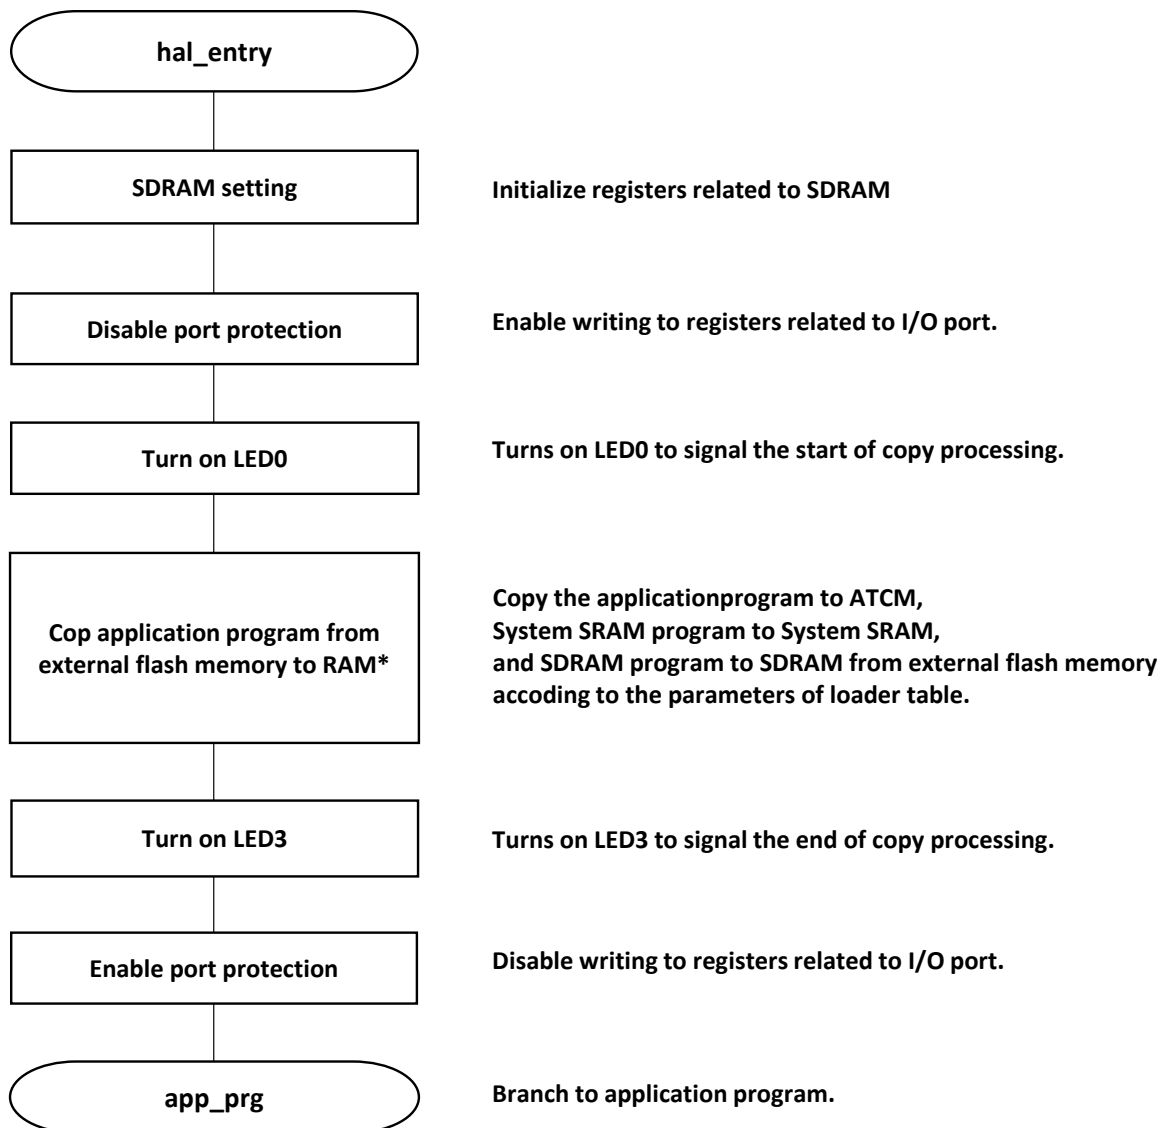 hal_entry
SDRAM setting
Initialize registers related to SDRAM
Disable port protection
Enable writing to registers related to I/O port.
Turn on LED0
Turns on LED0 to signal the start of copy processing.
Cop application program from
external flash memory to RAM*
Copy the applicationprogram to ATCM,
System SRAM program to System SRAM,
and SDRAM program to SDRAM from external flash memory
accoding to the parameters of loader table.
Turn on LED3
Turns on LED3 to signal the end of copy processing.
Enable port protection
Disable writing to registers related to I/O port.
app_prg
Branch to application program.